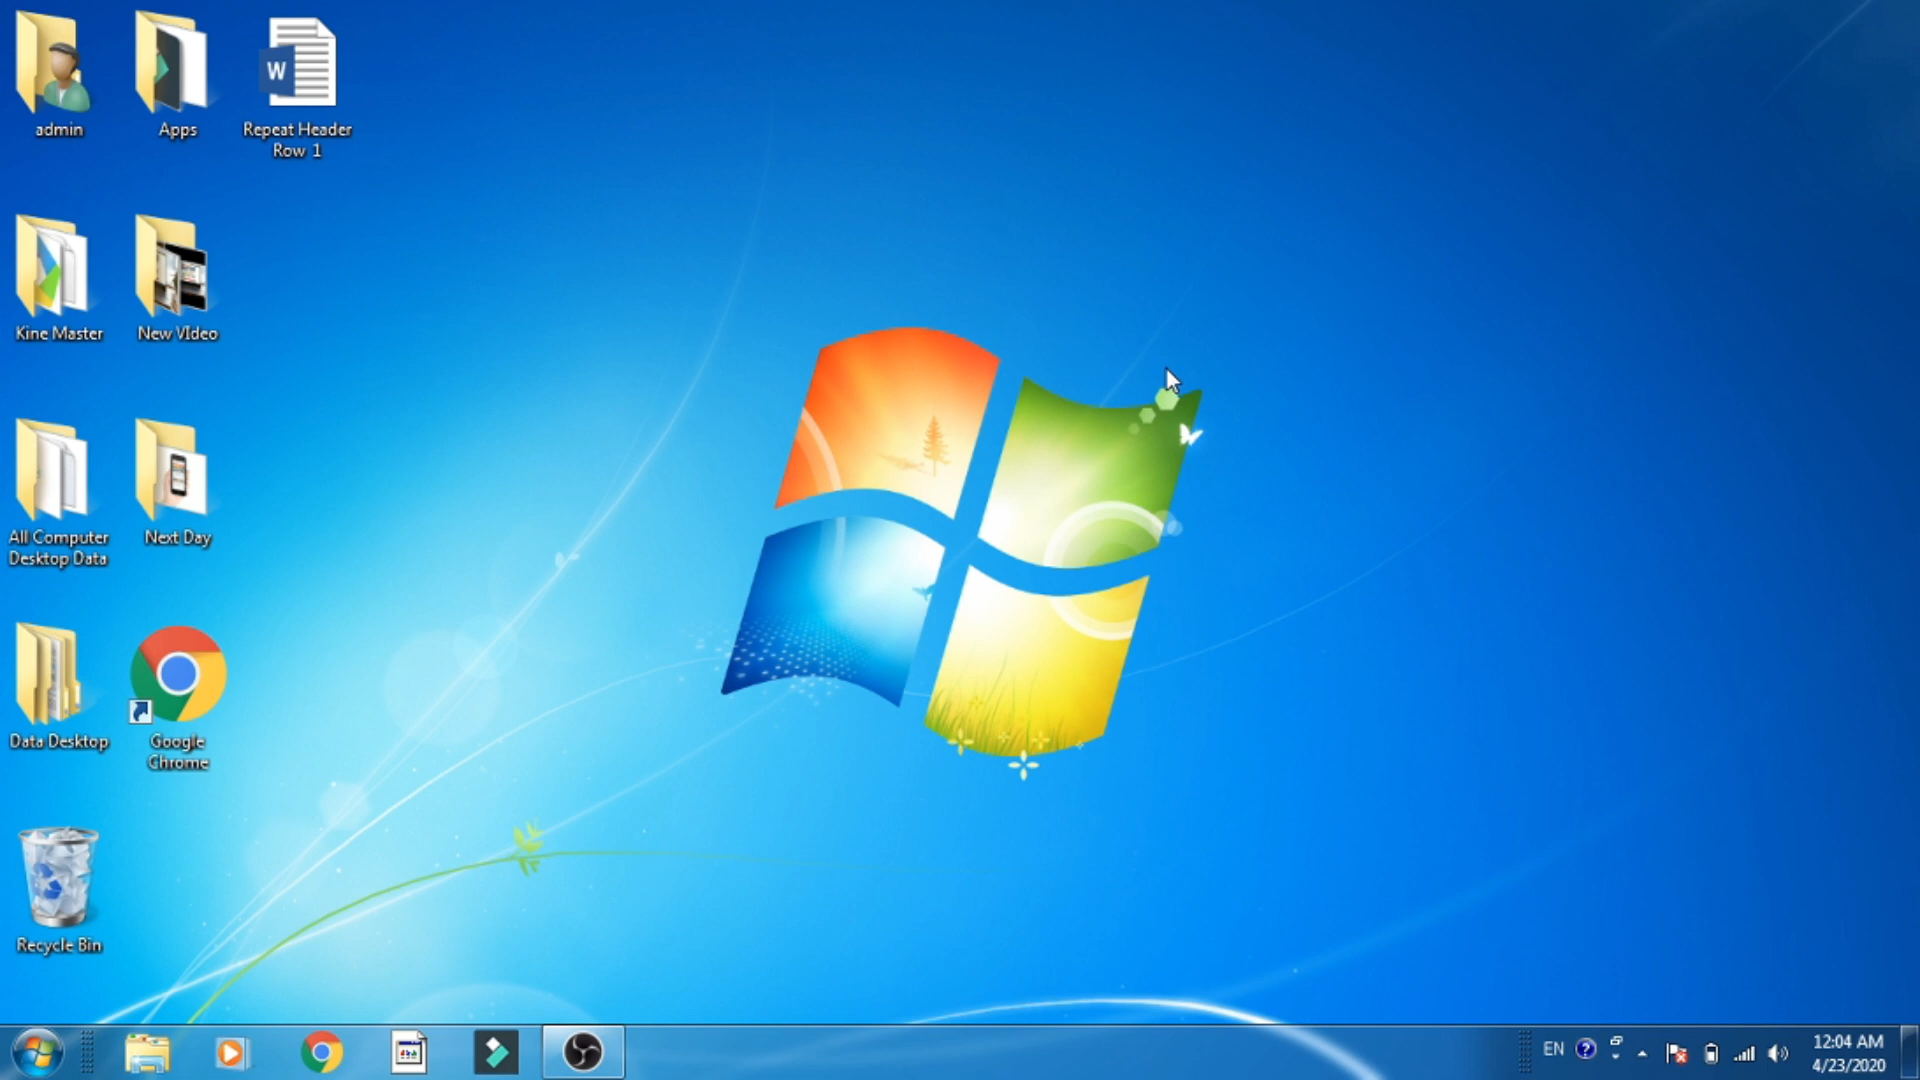 admin
Apps
W
Repeat Header
Row 1
Kine Master
New VIdeo
All Computer
Desktop Data
Next Day
Data Desktop
Google
Chrome
Recycle Bin
EN
?
12:04 AM
4/23/2020